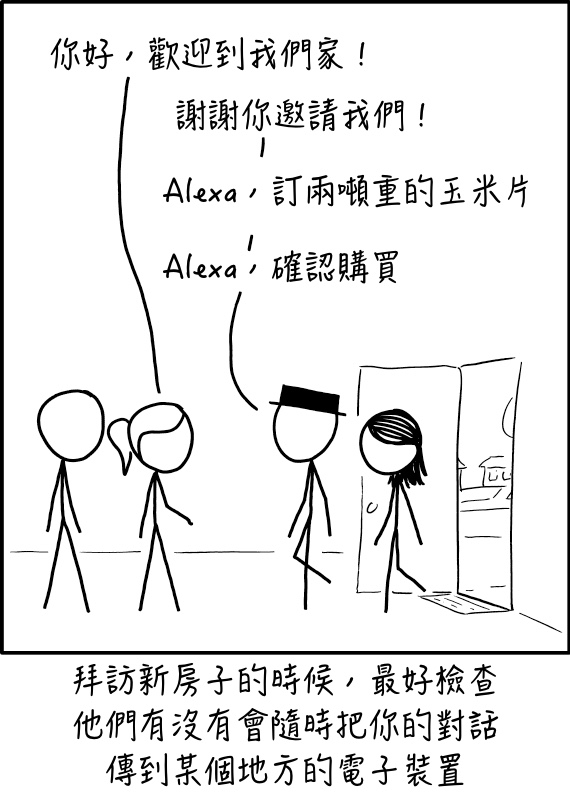 你好，歡迎到我們家！
謝謝你邀請我們！
Alexa，訂兩噸重的玉米片
Alexa，確認購買
拜訪新房子的時候，最好檢查
他們有沒有會隨時把你的對話
傳到某個地方的電子裝置